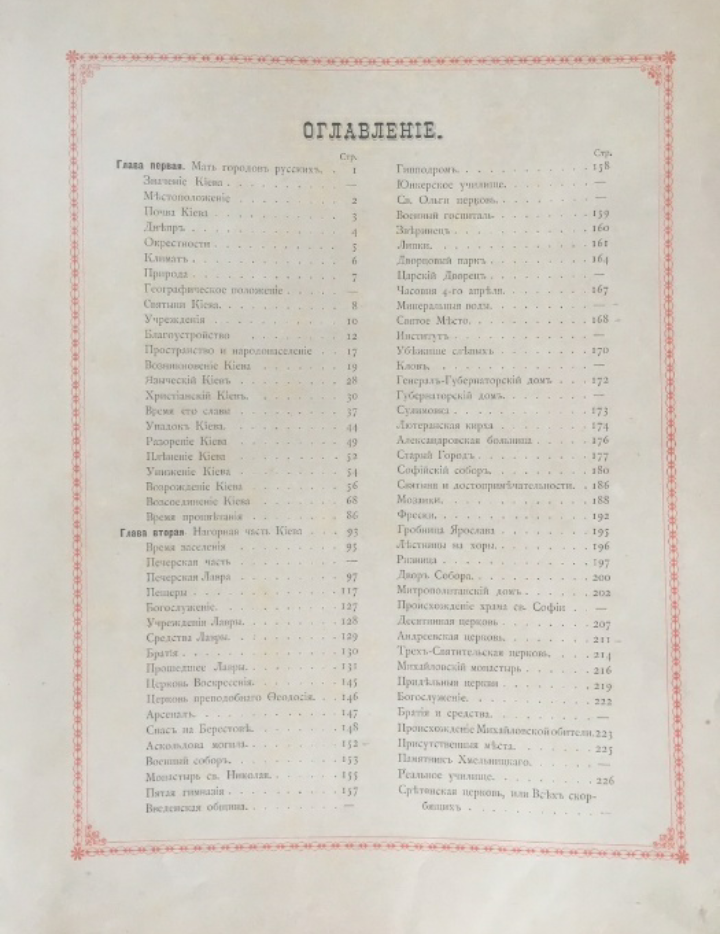 ОГЛАВЛЕНІЕ.
Стр.
Глава первая. Мать городовъ русскихъ. . 1
Значеніе Кіева . . . . . . . . . —
Мѣстоположеніе . . . . . . . . 2
Почва Кіева . . . . . . . . . . 3
Днѣпръ . . . . . . . . . . . . 4
Окрестности . . . . . . . . . . 5
Климатъ . . . . . . . . . . . . 6
Природа . . . . . . . . . . . . 7
Географическое положеніе . . . . . —
Святыни Кіева. . . . . . . . . . 8
Учрежденія . . . . . . . . . . 10
Благоустройство . . . . . . . . 12
Пространство и народонаселеніе . . . 17
Возникновеніе Кіева . . . . . . . 19
Языческій Кіевъ . . . . . . . . 28
Христіанскій Кіевъ. . . . . . . . 30
Время его славы . . . . . . . . 37
Упадокъ Кіева. . . . . . . . . . 44
Разореніе Кіева . . . . . . . . . 49
Плѣненіе Кіева . . . . . . . . . 52
Униженіе Кіева . . . . . . . . . 54
Возрожденіе Кіева . . . . . . . . 56
Возсоединеніе Кіева . . . . . . . 68
Время процвѣтанія . . . . . . . . 86
Глава вторая. Нагорная часть Кіева . . . 93
Время заселенія . . . . . . . . 95
Печерская часть . . . . . . . . —
Печерская Лавра . . . . . . . . 97
Пещеры . . . . . . . . . . . . 117
Богослуженіе. . . . . . . . . . 127
Учрежденія Лавры. . . . . . . . 128
Средства Лавры. . . . . . . . . 129
Братія . . . . . . . . . . . . 130
Прошедшее Лавры. . . . . . . . . 131
Церковь Воскресенія. . . . . . . . 145
Церковь преподобнаго Ѳеодосія. . . . 146
Арсеналъ. . . . . . . . . . . . 147
Спасъ на Берестовѣ. . . . . . . . 148
Аскольдова могила. . . . . . . . 152
Военный соборъ. . . . . . . . . 153
Монастырь св. Николая. . . . . . . 155
Пятая гимназія . . . . . . . . . 157
Введенская община. . . . . . . . —
Стр.
Гипподромъ. . . . . . . . . . . 158
Юнкерское училище. . . . . . . . —
Св. Ольги церковь. . . . . . . . —
Военный госпиталь. . . . . . . . 159
Звѣринецъ . . . . . . . . . . . 160
Липки. . . . . . . . . . . . . 161
Дворцовый паркъ . . . . . . . . 164
Царскій Дворецъ . . . . . . . . —
Часовня 4-го апрѣля. . . . . . . . 167
Минеральныя воды. . . . . . . . —
Святое Мѣсто. . . . . . . . . . 168
Институтъ . . . . . . . . . . . —
Убѣжище слѣпыхъ . . . . . . . . 170
Кловъ. . . . . . . . . . . . . —
Генералъ-Губернаторскій домъ . . . . 172
Губернаторскій домъ. . . . . . . . —
Сулимовка . . . . . . . . . . . 173
Лютеранская кирха . . . . . . . . 174
Александровская больница . . . . . 176
Старый Городъ . . . . . . . . . 177
Софійскій соборъ. . . . . . . . . 180
Святыни и достопримѣчательности. . . 186
Мозаики. . . . . . . . . . . . 188
Фрески. . . . . . . . . . . . . 192
Гробница Ярослава . . . . . . . . 195
Лѣстницы на хоры. . . . . . . . 196
Ризница . . . . . . . . . . . . 197
Дворъ Собора. . . . . . . . . . 200
Митрополитанскій домъ . . . . . . 202
Происхожденіе храма св. Софіи . . . —
Десятинная церковь . . . . . . . . 207
Андреевская церковь. . . . . . . . 211
Трехъ-Святительская церковь. . . . . 214
Михайловскій монастырь . . . . . . 216
Придѣльныя церкви . . . . . . . . 219
Богослуженіе. . . . . . . . . . 222
Братія и средства. . . . . . . . . —
Происхожденіе Михайловской обители. 223
Присутственныя мѣста. . . . . . . 225
Памятникъ Хмельницкаго. . . . . . —
Реальное училище. . . . . . . . . 226
Срѣтенская церковь, или Всѣхъ скор-
бящихъ . . . . . . . . . . . —